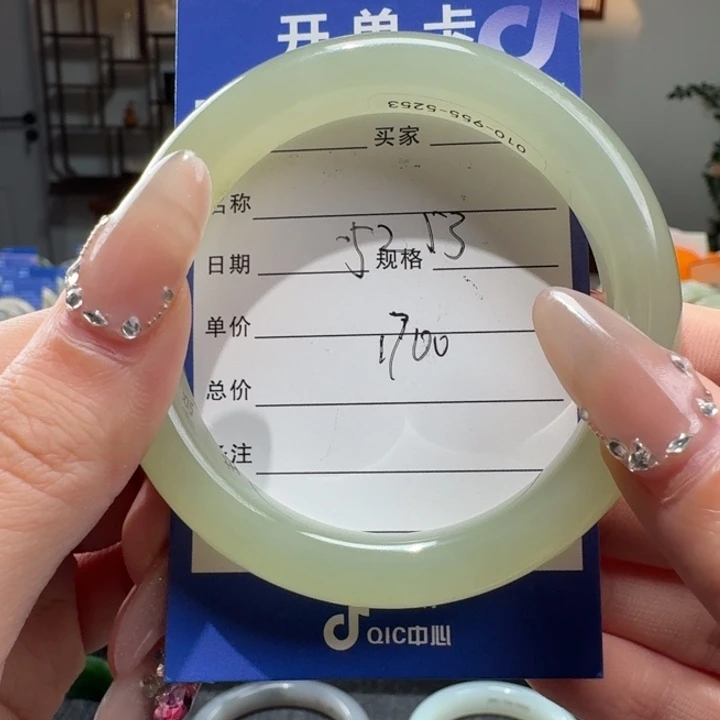 开单卡
010-955-5253
买家
名称
52 53
日期 规格
单价
1700
总价
注
QIC中心